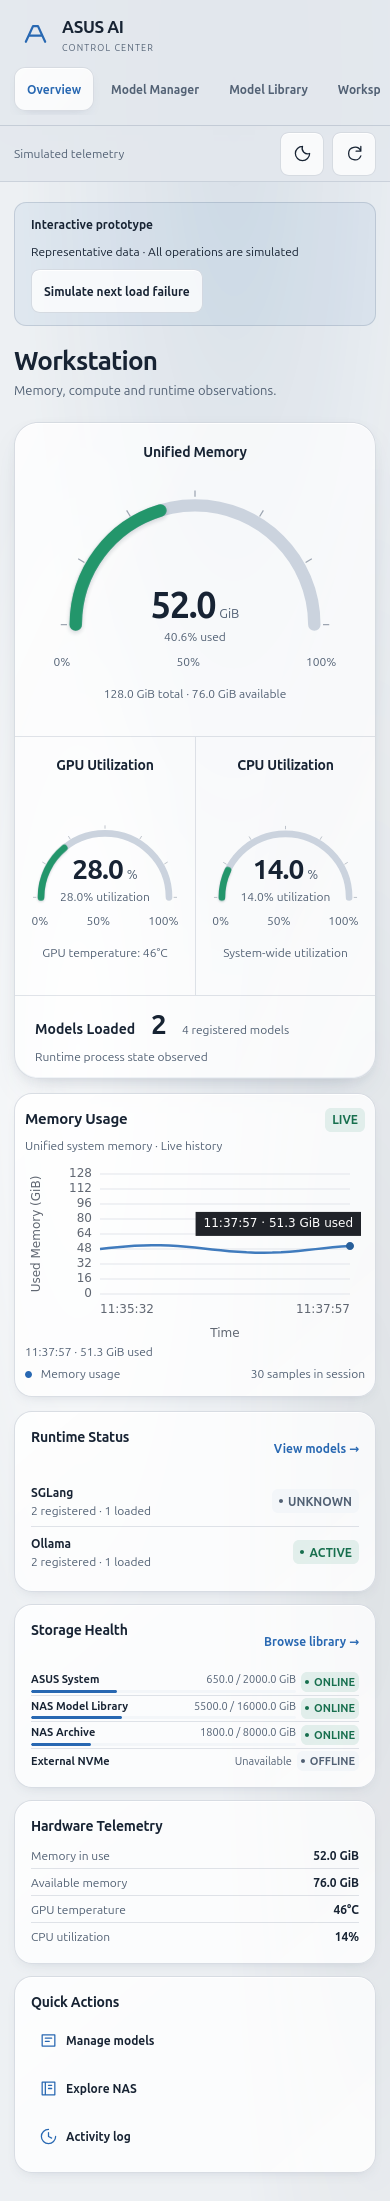 ASUS AI
CONTROL CENTER
Overview Model Manager Model Library Worksp
Simulated telemetry
Interactive prototype
Representative data · All operations are simulated
Simulate next load failure
Workstation
Memory, compute and runtime observations.
Unified Memory
52.0 GiB
40.6% used
0% 50% 100%
128.0 GiB total · 76.0 GiB available
GPU Utilization
28.0 %
28.0% utilization
0% 50% 100%
GPU temperature: 46°C
CPU Utilization
14.0 %
14.0% utilization
0% 50% 100%
System-wide utilization
Models Loaded 2 4 registered models
Runtime process state observed
Memory Usage LIVE
Unified system memory · Live history
Used Memory (GiB)
128
112
96
80
64
48
32
16
0
11:37:57 · 51.3 GiB used
11:35:32 11:37:57
Time
11:37:57 · 51.3 GiB used
Memory usage 30 samples in session
Runtime Status
View models →
SGLang
2 registered · 1 loaded
• UNKNOWN
Ollama
2 registered · 1 loaded
• ACTIVE
Storage Health
Browse library →
ASUS System 650.0 / 2000.0 GiB • ONLINE
NAS Model Library 5500.0 / 16000.0 GiB • ONLINE
NAS Archive 1800.0 / 8000.0 GiB • ONLINE
External NVMe Unavailable • OFFLINE
Hardware Telemetry
Memory in use 52.0 GiB
Available memory 76.0 GiB
GPU temperature 46°C
CPU utilization 14%
Quick Actions
Manage models
Explore NAS
Activity log